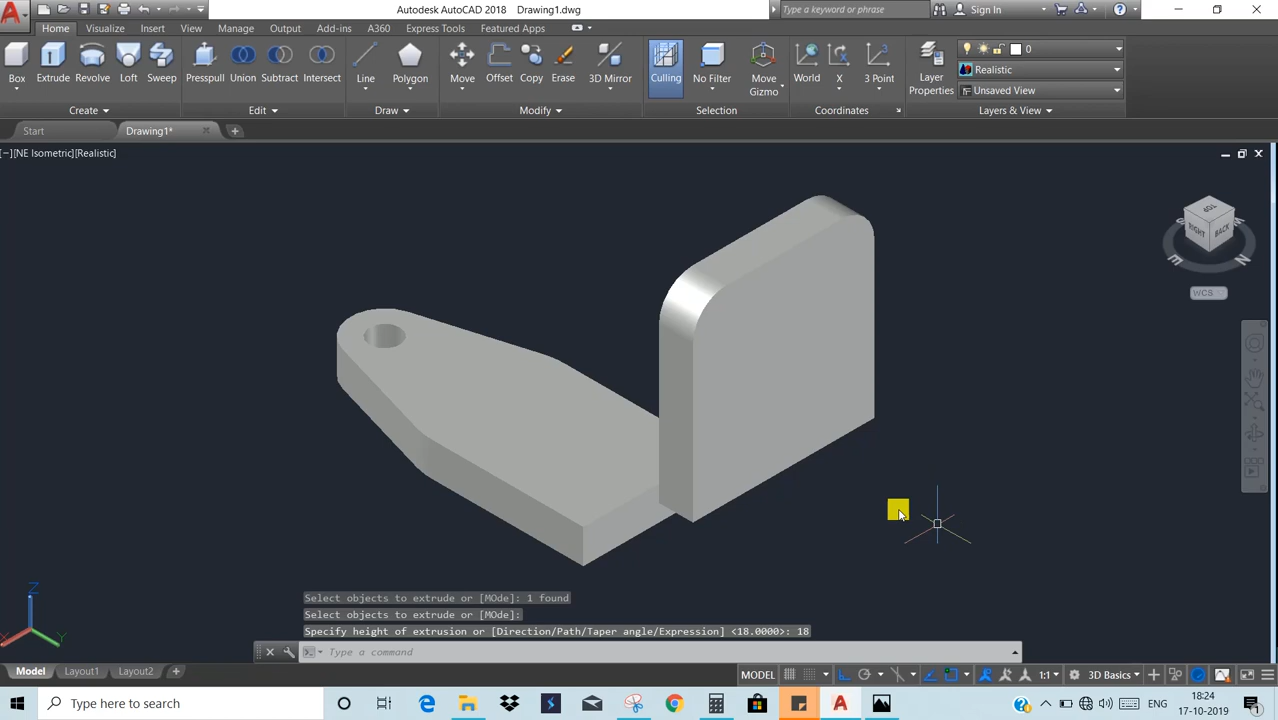 Autodesk AutoCAD 2018 Drawing1.dwg
Type a keyword or phrase
Sign In
Home Visualize Insert View Manage Output Add-ins A360 Express Tools Featured Apps
Box Extrude Revolve Loft Sweep
Presspull Union Subtract Intersect
Line Polygon
Move Offset Copy Erase 3D Mirror
Culling No Filter Move Gizmo
World X 3 Point
Layer Properties
0
Realistic
Unsaved View
Create Edit Draw Modify Selection Coordinates Layers & View
Start Drawing1*
[−][NE Isometric][Realistic]
TOP
RIGHT BACK
E N
WCS
Z
X Y
Select objects to extrude or [MOde]: 1 found
Select objects to extrude or [MOde]:
Specify height of extrusion or [Direction/Path/Taper angle/Expression] <18.0000>: 18
Type a command
Model Layout1 Layout2
MODEL 1:1 3D Basics
Type here to search
ENG
18:24
17-10-2019